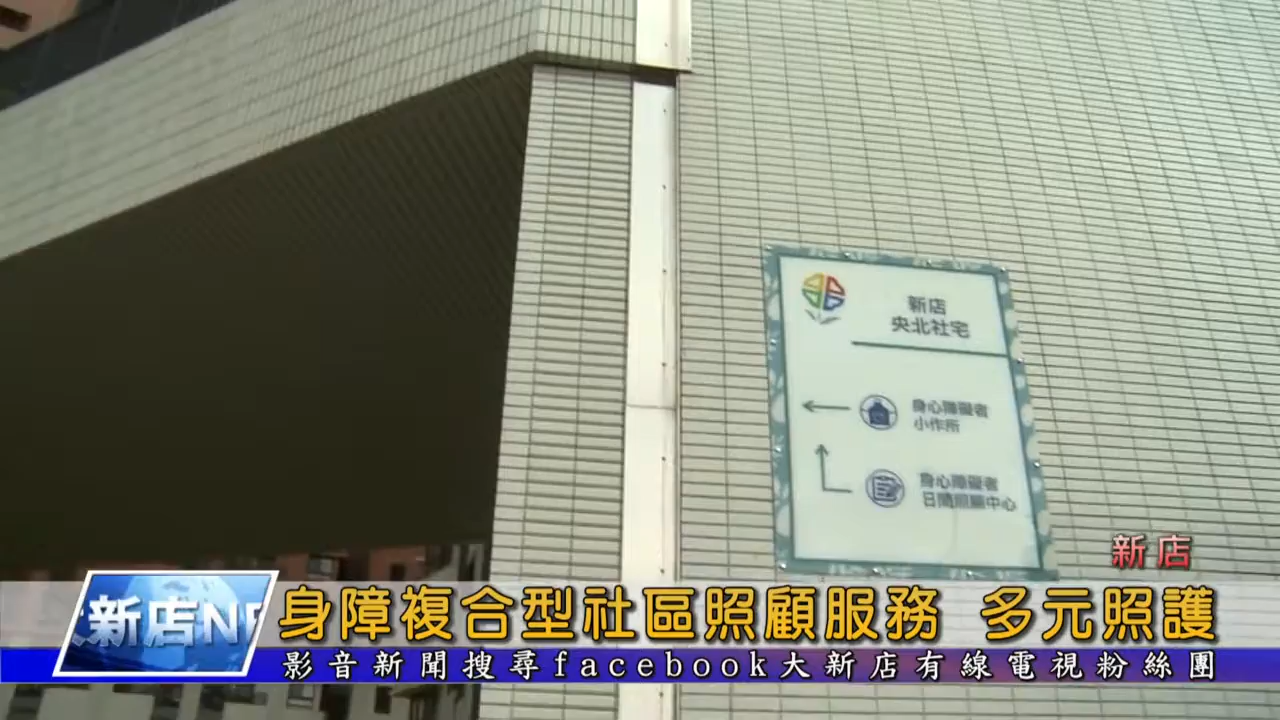 新店
央北社宅
身心障礙者
小作所
身心障礙者
日間照顧中心
新店
新店NE
身障複合型社區照顧服務 多元照護
影音新聞搜尋facebook大新店有線電視粉絲團